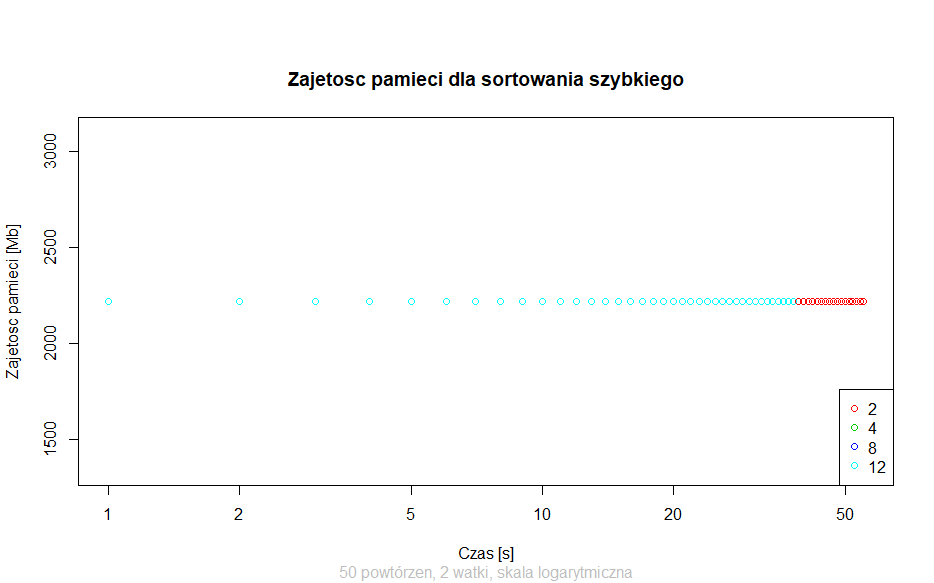 Zajetosc pamieci dla sortowania szybkiego
Zajetosc pamieci [Mb]
3000
2500
2000
1500
2
4
8
12
1 2 5 10 20 50
Czas [s]
50 powtórzen, 2 watki, skala logarytmiczna